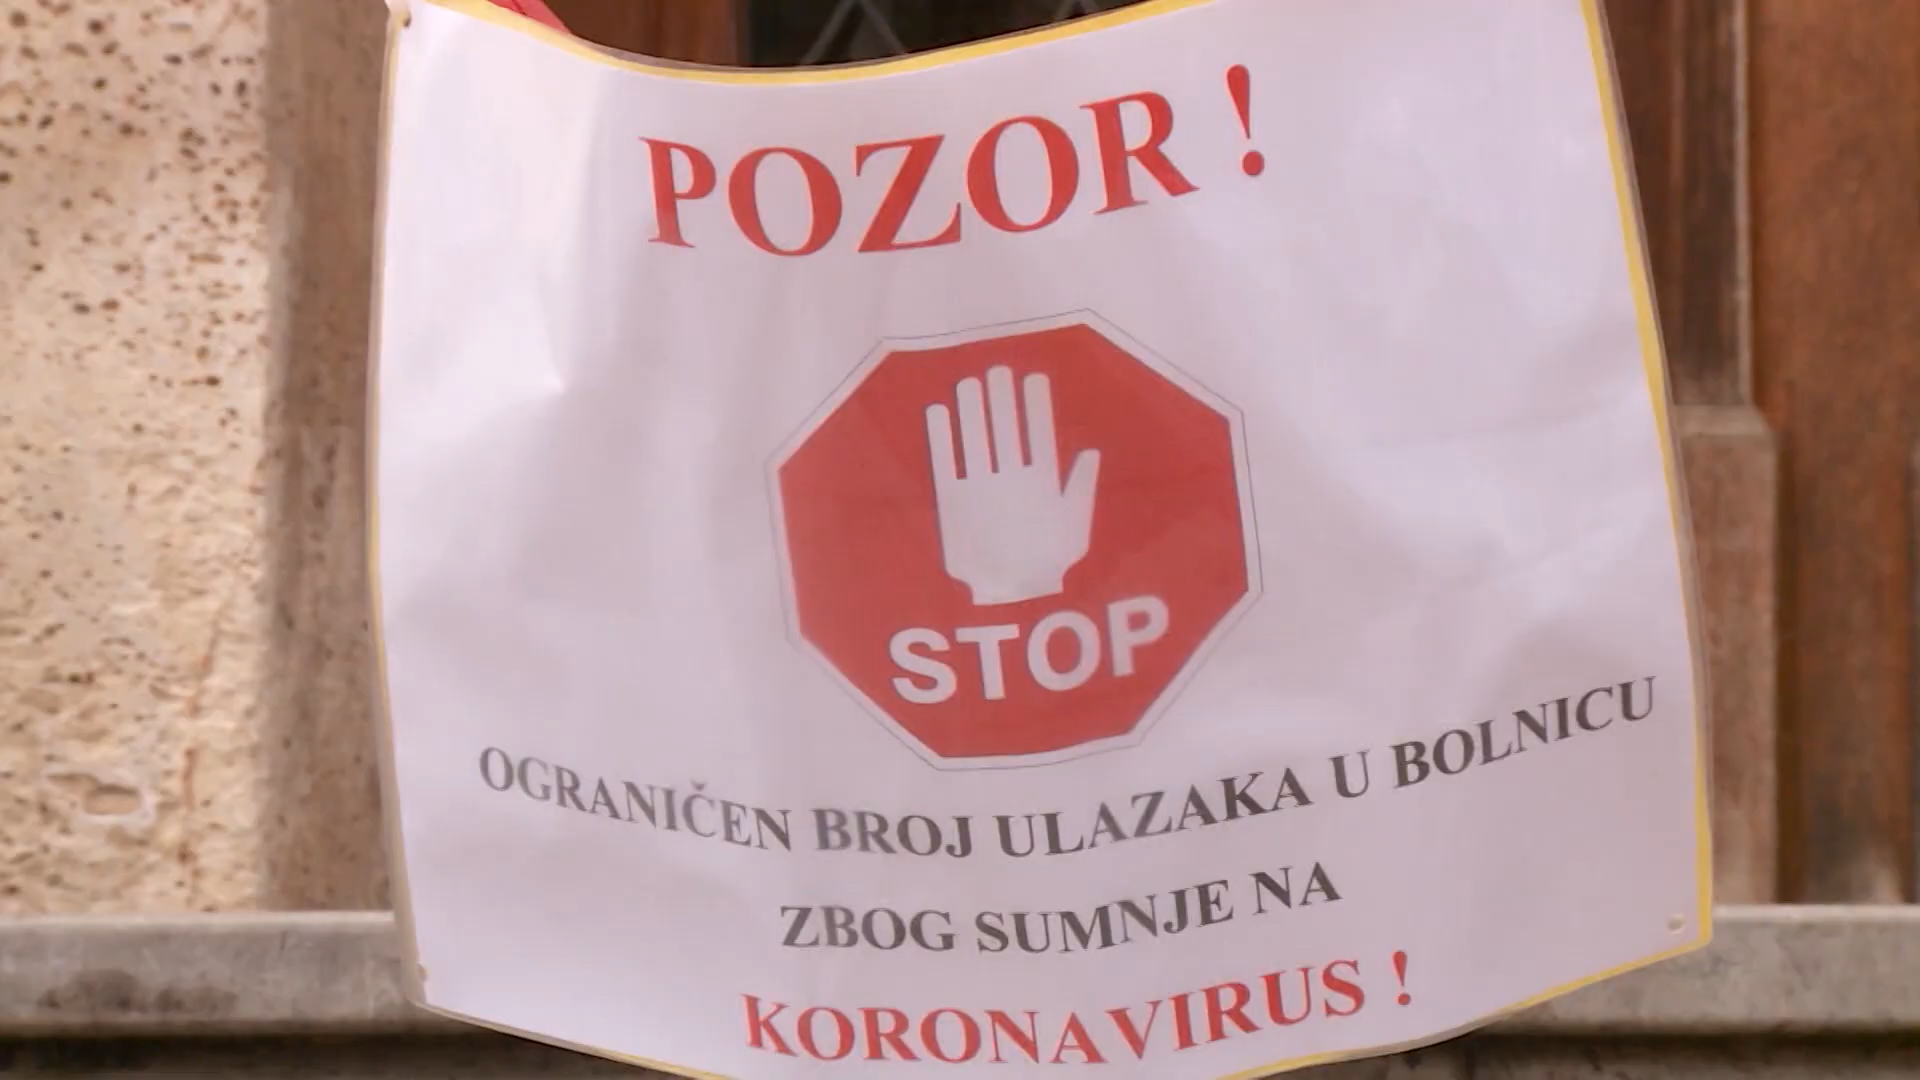 POZOR !
STOP
OGRANIČEN BROJ ULAZAKA U BOLNICU
ZBOG SUMNJE NA
KORONAVIRUS !